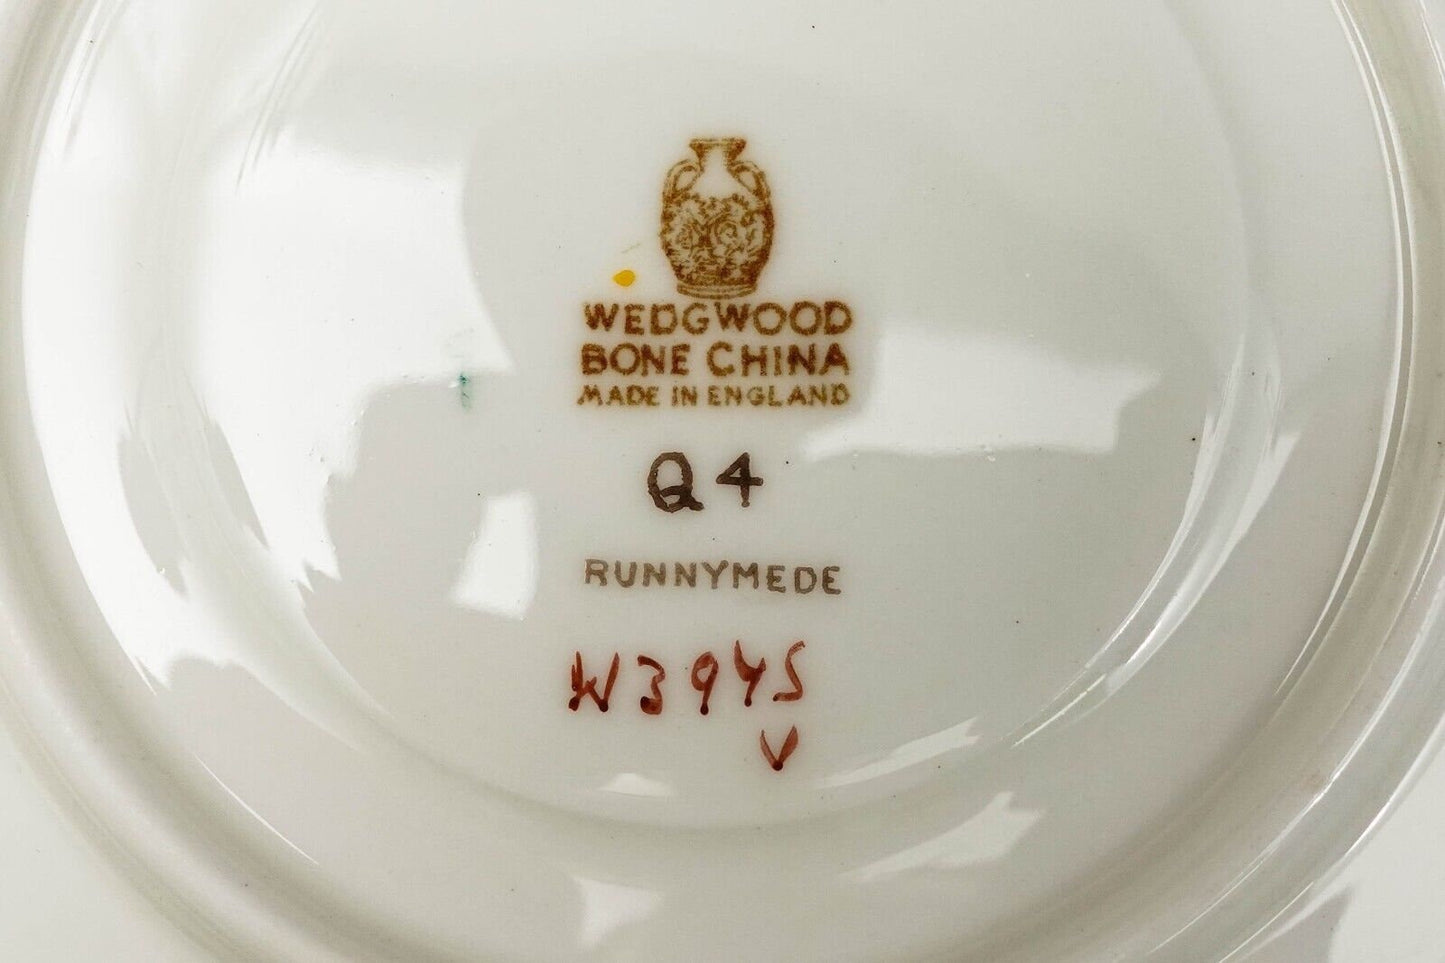 WEDGWOOD
BONE CHINA
MADE IN ENGLAND
Q4
RUNNYMEDE
W3945
V